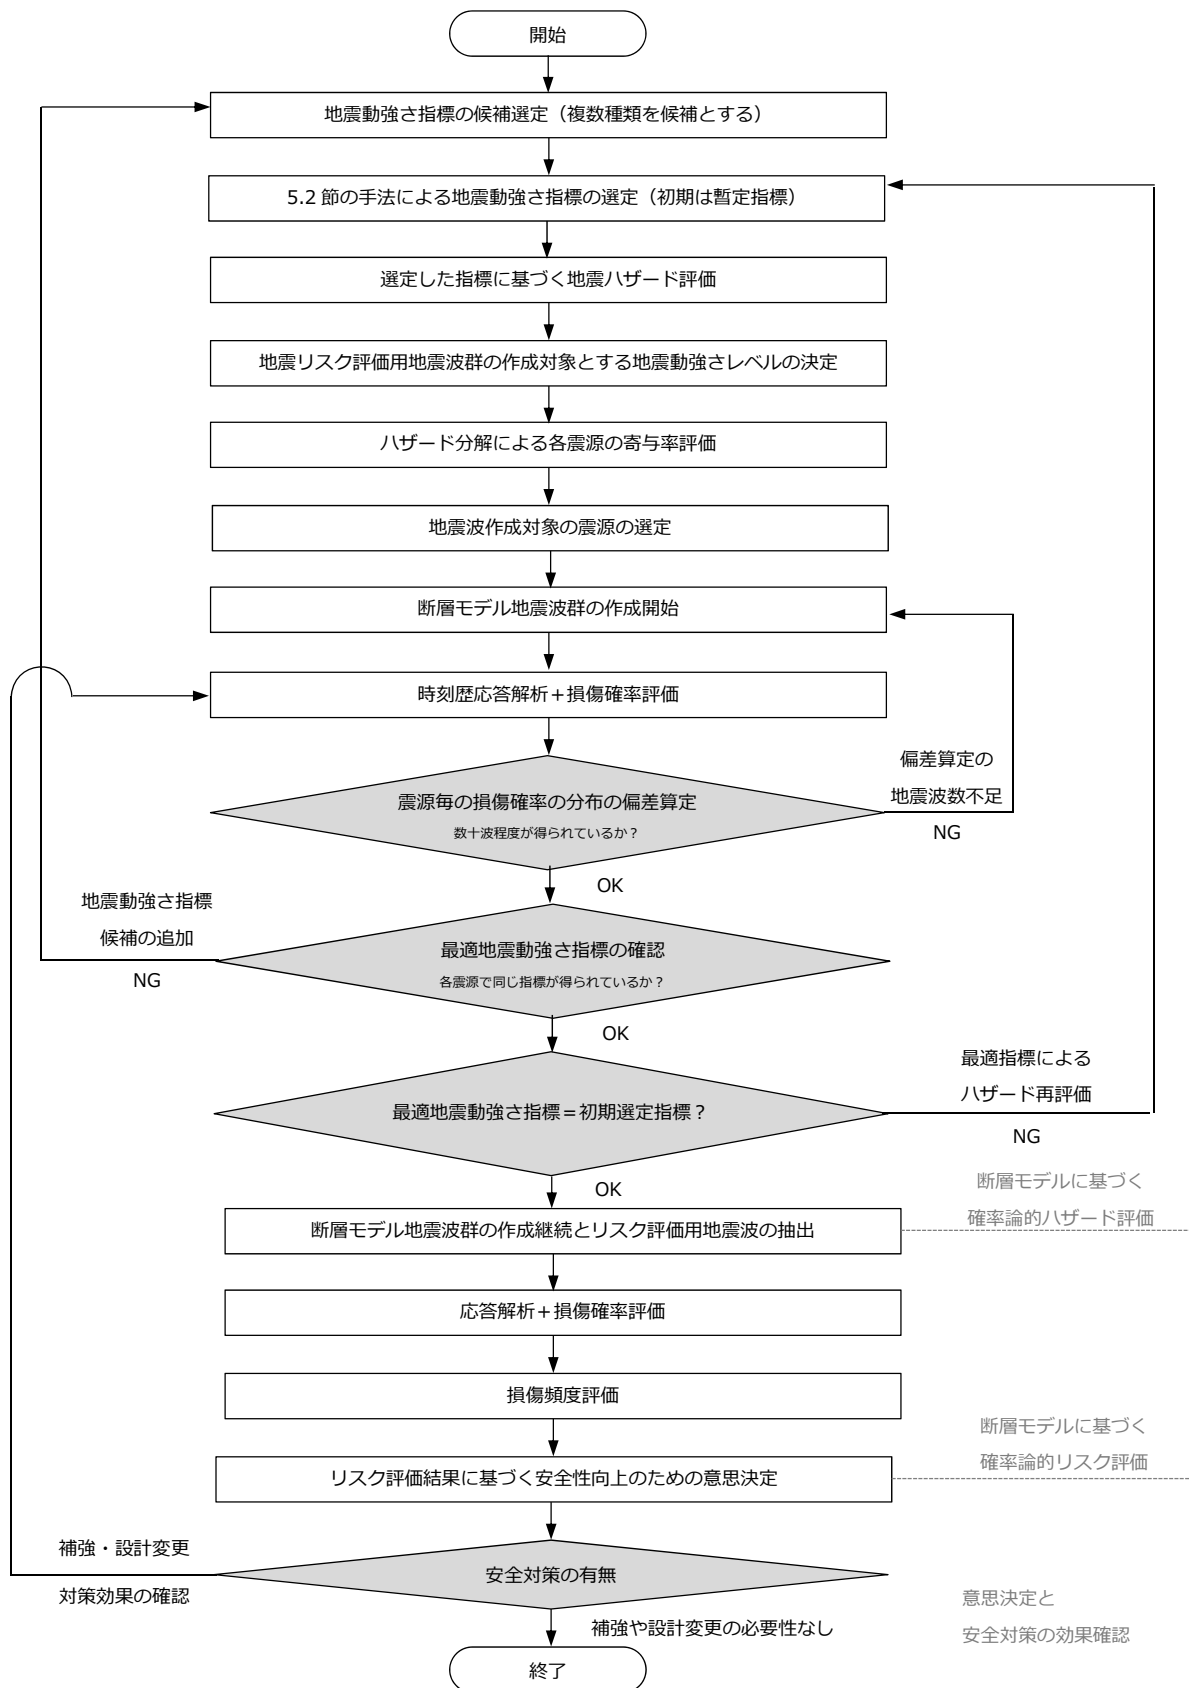 開始
地震動強さ指標の候補選定（複数種類を候補とする）
5.2 節の手法による地震動強さ指標の選定（初期は暫定指標）
選定した指標に基づく地震ハザード評価
地震リスク評価用地震波群の作成対象とする地震動強さレベルの決定
ハザード分解による各震源の寄与率評価
地震波作成対象の震源の選定
断層モデル地震波群の作成開始
時刻歴応答解析＋損傷確率評価
偏差算定の
地震波数不足
NG
震源毎の損傷確率の分布の偏差算定
数十波程度が得られているか？
OK
地震動強さ指標
候補の追加
NG
最適地震動強さ指標の確認
各震源で同じ指標が得られているか？
OK
最適指標による
ハザード再評価
NG
最適地震動強さ指標＝初期選定指標？
OK
断層モデルに基づく
確率論的ハザード評価
断層モデル地震波群の作成継続とリスク評価用地震波の抽出
応答解析＋損傷確率評価
損傷頻度評価
断層モデルに基づく
確率論的リスク評価
リスク評価結果に基づく安全性向上のための意思決定
補強・設計変更
対策効果の確認
安全対策の有無
意思決定と
安全対策の効果確認
補強や設計変更の必要性なし
終了